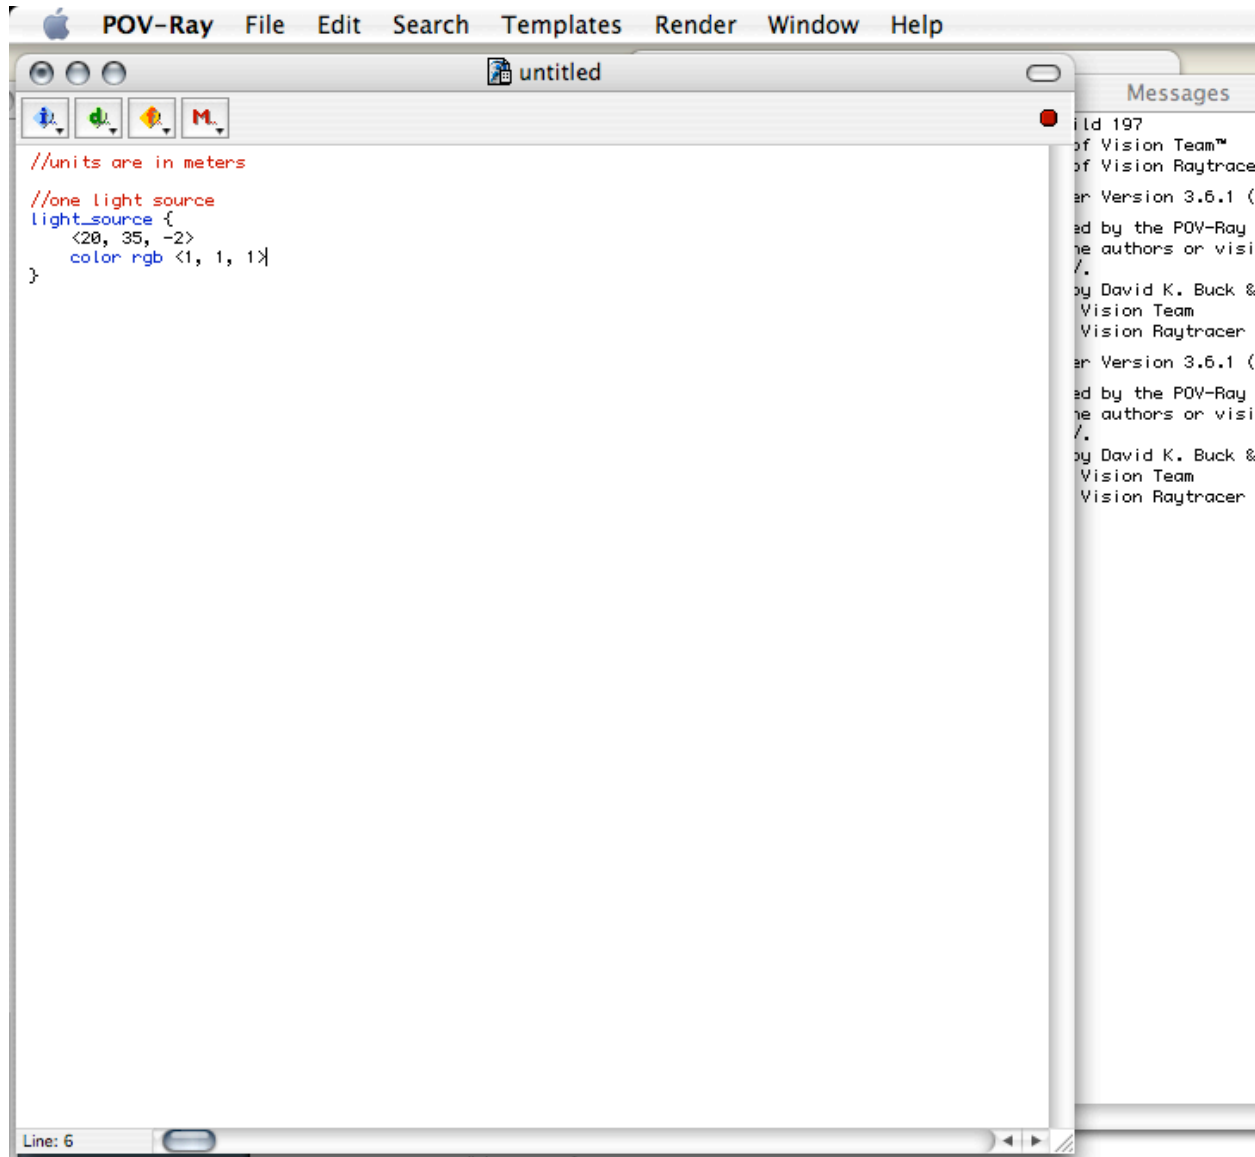 POV-Ray File Edit Search Templates Render Window Help
untitled
M
//units are in meters
//one light source
light_source {
<20, 35, -2>
color rgb <1, 1, 1>
}
Line: 6
Messages
ild 197
of Vision Team™
of Vision Raytrace
er Version 3.6.1 (
ed by the POV-Ray
he authors or visi
/.
by David K. Buck &
Vision Team
Vision Raytracer
er Version 3.6.1 (
ed by the POV-Ray
he authors or visi
/.
by David K. Buck &
Vision Team
Vision Raytracer